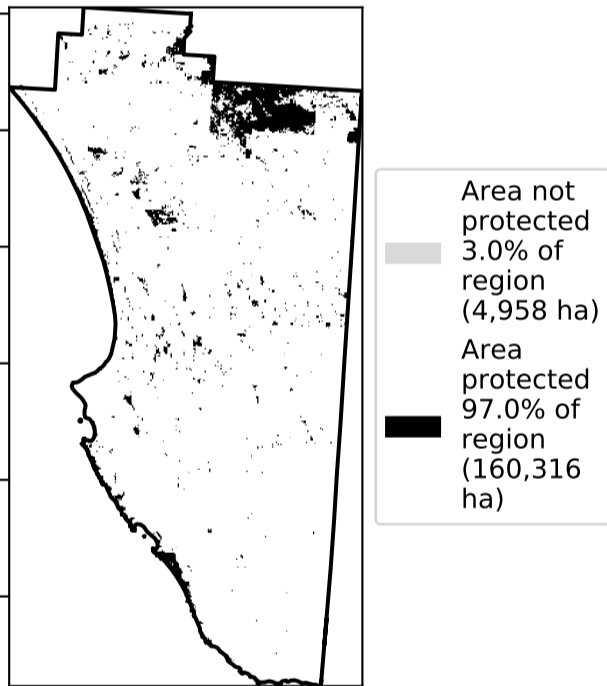 Area not
protected
3.0% of
region
(4,958 ha)
Area
protected
97.0% of
region
(160,316
ha)